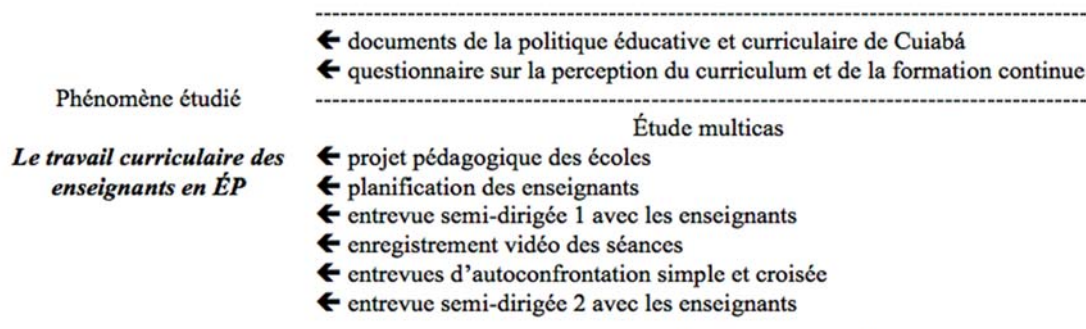 ← documents de la politique éducative et curriculaire de Cuiabá
← questionnaire sur la perception du curriculum et de la formation continue
Phénomène étudié
Étude multicas
Le travail curriculaire des
enseignants en ÉP
← projet pédagogique des écoles
← planification des enseignants
← entrevue semi-dirigée 1 avec les enseignants
← enregistrement vidéo des séances
← entrevues d’autoconfrontation simple et croisée
← entrevue semi-dirigée 2 avec les enseignants